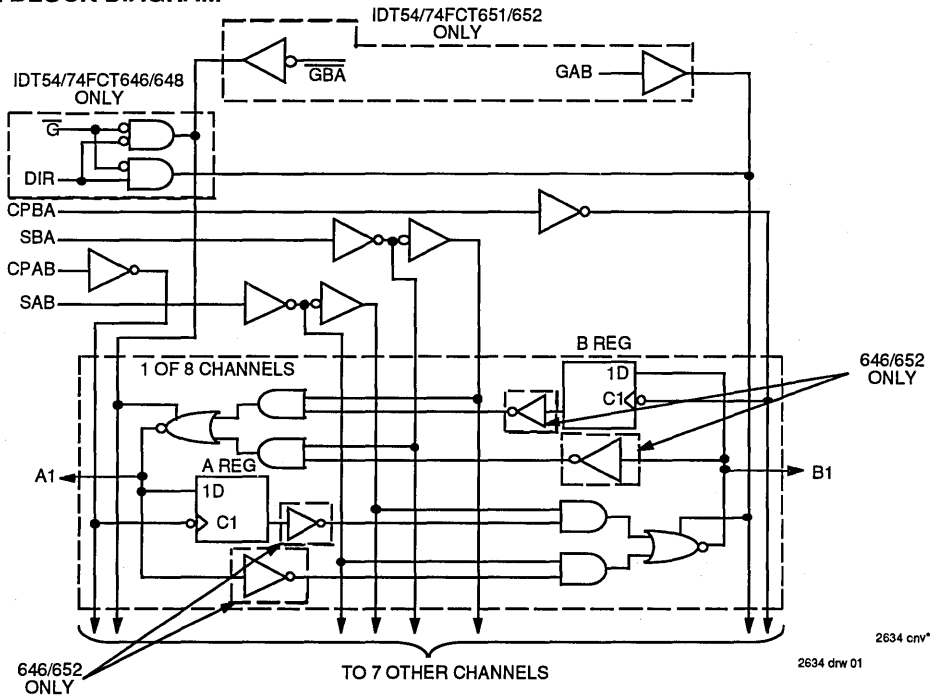 BLOCK DIAGRAM
IDT54/74FCT651/652
ONLY
GBA
GAB
IDT54/74FCT646/648
ONLY
G
DIR
CPBA
SBA
CPAB
SAB
B REG
1 OF 8 CHANNELS
1D
C1
646/652
ONLY
A REG
A1
1D
C1
B1
646/652
ONLY
TO 7 OTHER CHANNELS
2634 cnv*
2634 drw 01